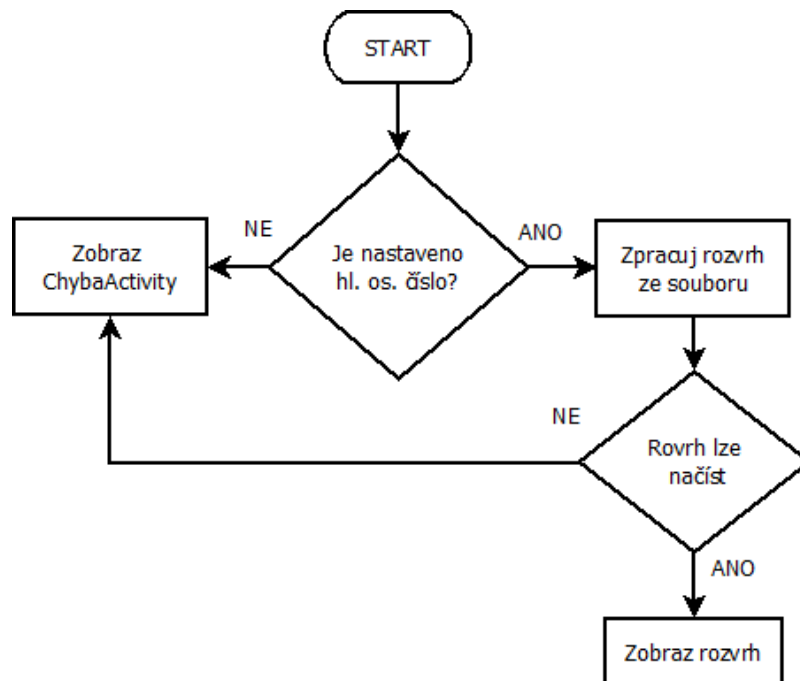 START
NE
ANO
Zobraz
ChybaActivity
Je nastaveno
hl. os. číslo?
Zpracuj rozvrh
ze souboru
NE
Rovrh lze
načíst
ANO
Zobraz rozvrh